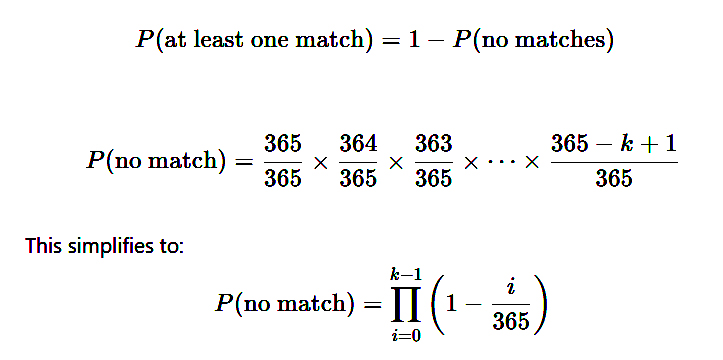 P(at least one match) = 1 − P(no matches)
P(no match) = 365/365 × 364/365 × 363/365 × ⋯ × (365 − k + 1)/365
This simplifies to:
P(no match) = ∏_{i=0}^{k−1} (1 − i/365)